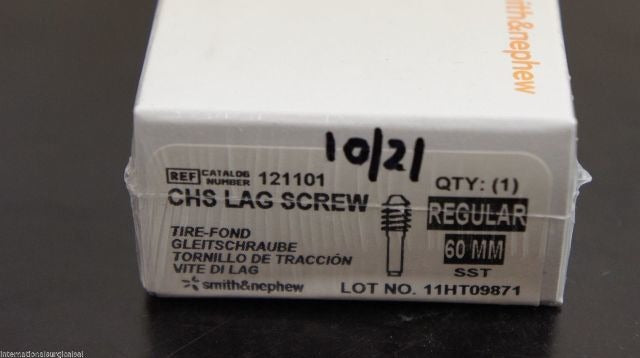 smith&nephew
10/21
REF CATALOG NUMBER 121101
QTY: (1)
CHS LAG SCREW
REGULAR
60 MM
SST
TIRE-FOND
GLEITSCHRAUBE
TORNILLO DE TRACCIÓN
VITE DI LAG
smith&nephew
LOT NO. 11HT09871